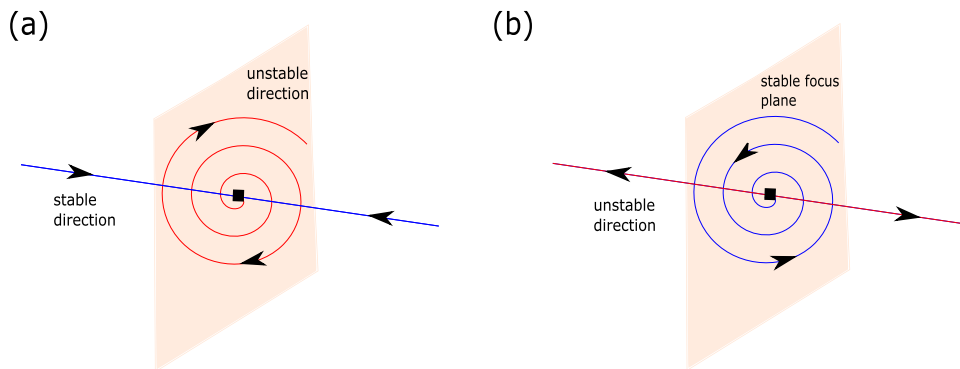 (a)
unstable
direction
stable
direction
(b)
stable focus
plane
unstable
direction